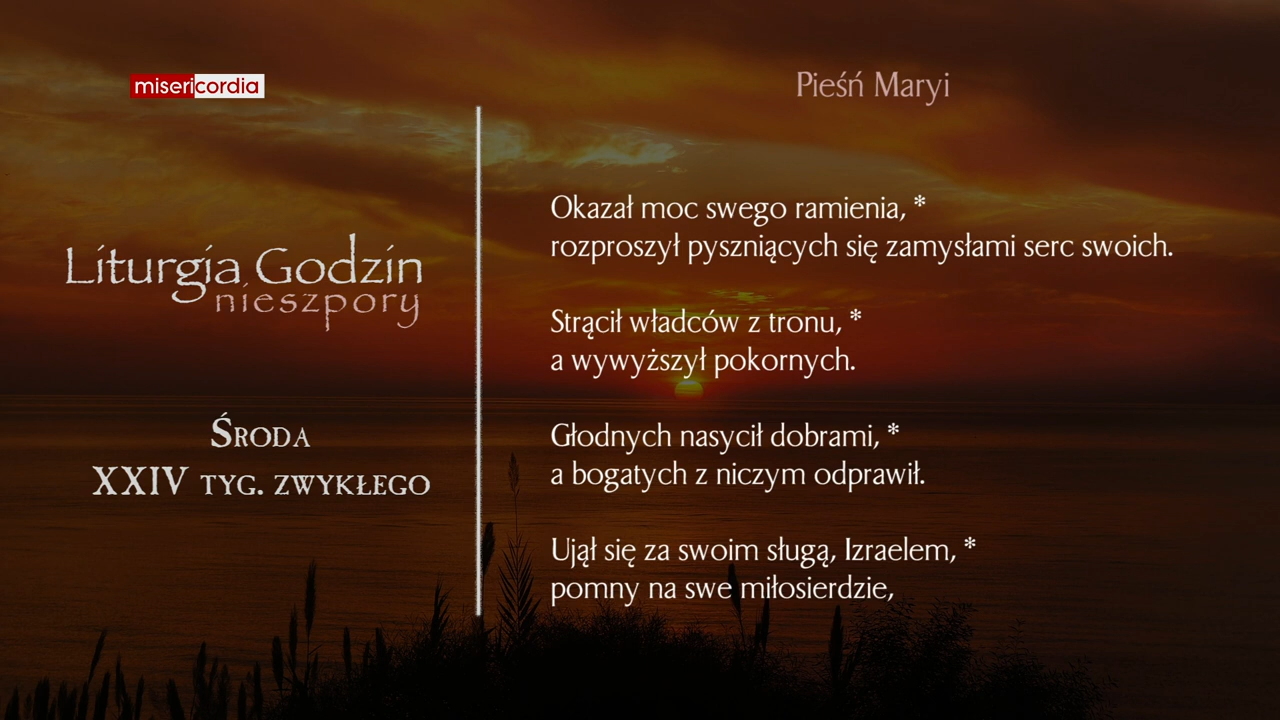 misericordia
Liturgia Godzin
nieszpory
Środa
XXIV tyg. zwykłego
Pieśń Maryi
Okazał moc swego ramienia, *
rozproszył pyszniących się zamysłami serc swoich.
Strącił władców z tronu, *
a wywyższył pokornych.
Głodnych nasycił dobrami, *
a bogatych z niczym odprawił.
Ujął się za swoim sługą, Izraelem, *
pomny na swe miłosierdzie,